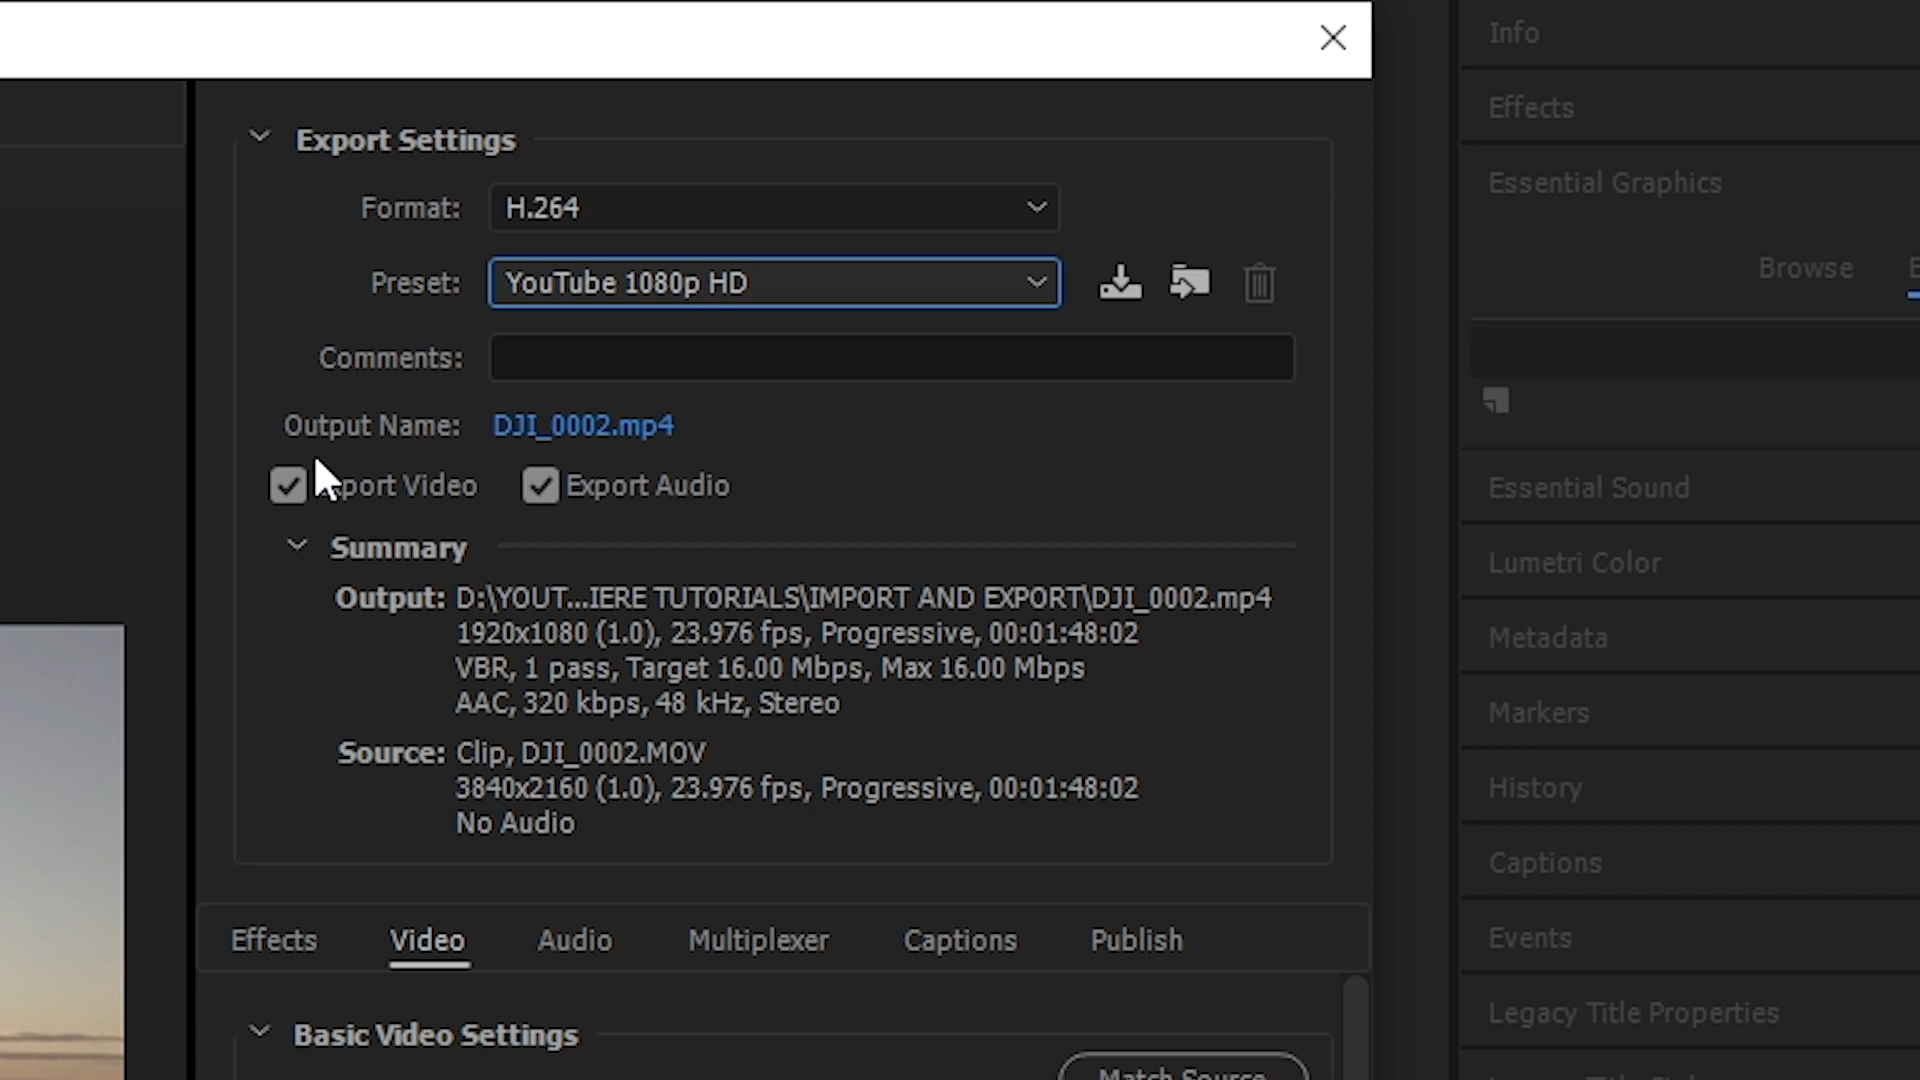 Export Settings
Format: H.264
Preset: YouTube 1080p HD
Comments:
Output Name: DJI_0002.mp4
port Video Export Audio
Summary
Output: D:\YOUT...IERE TUTORIALS\IMPORT AND EXPORT\DJI_0002.mp4
1920x1080 (1.0), 23.976 fps, Progressive, 00:01:48:02
VBR, 1 pass, Target 16.00 Mbps, Max 16.00 Mbps
AAC, 320 kbps, 48 kHz, Stereo
Source: Clip, DJI_0002.MOV
3840x2160 (1.0), 23.976 fps, Progressive, 00:01:48:02
No Audio
Effects Video Audio Multiplexer Captions Publish
Basic Video Settings
Match Source
Info
Effects
Essential Graphics
Browse
Essential Sound
Lumetri Color
Metadata
Markers
History
Captions
Events
Legacy Title Properties